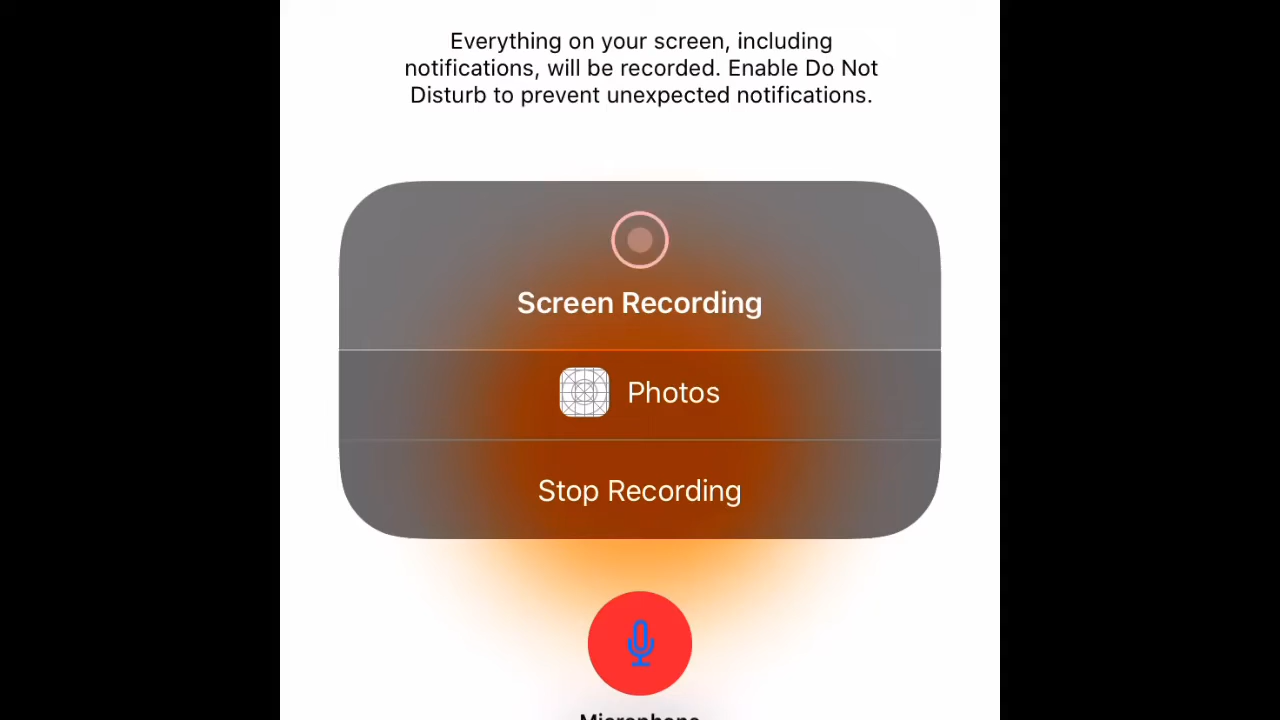 Everything on your screen, including
notifications, will be recorded. Enable Do Not
Disturb to prevent unexpected notifications.
Screen Recording
Photos
Stop Recording
Microphone